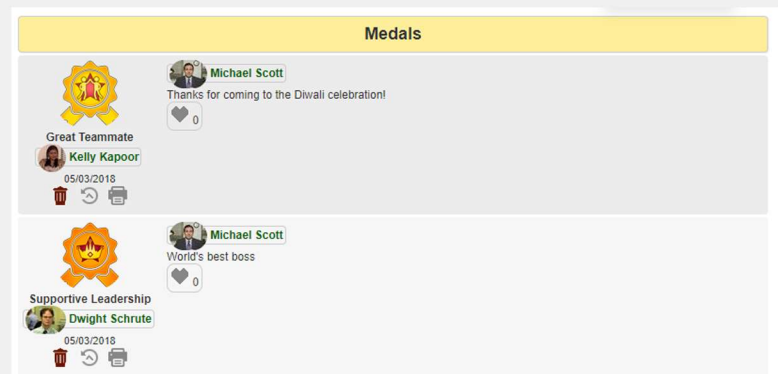 Medals
Michael Scott
Thanks for coming to the Diwali celebration!
0
Great Teammate
Kelly Kapoor
05/03/2018
Michael Scott
World's best boss
0
Supportive Leadership
Dwight Schrute
05/03/2018